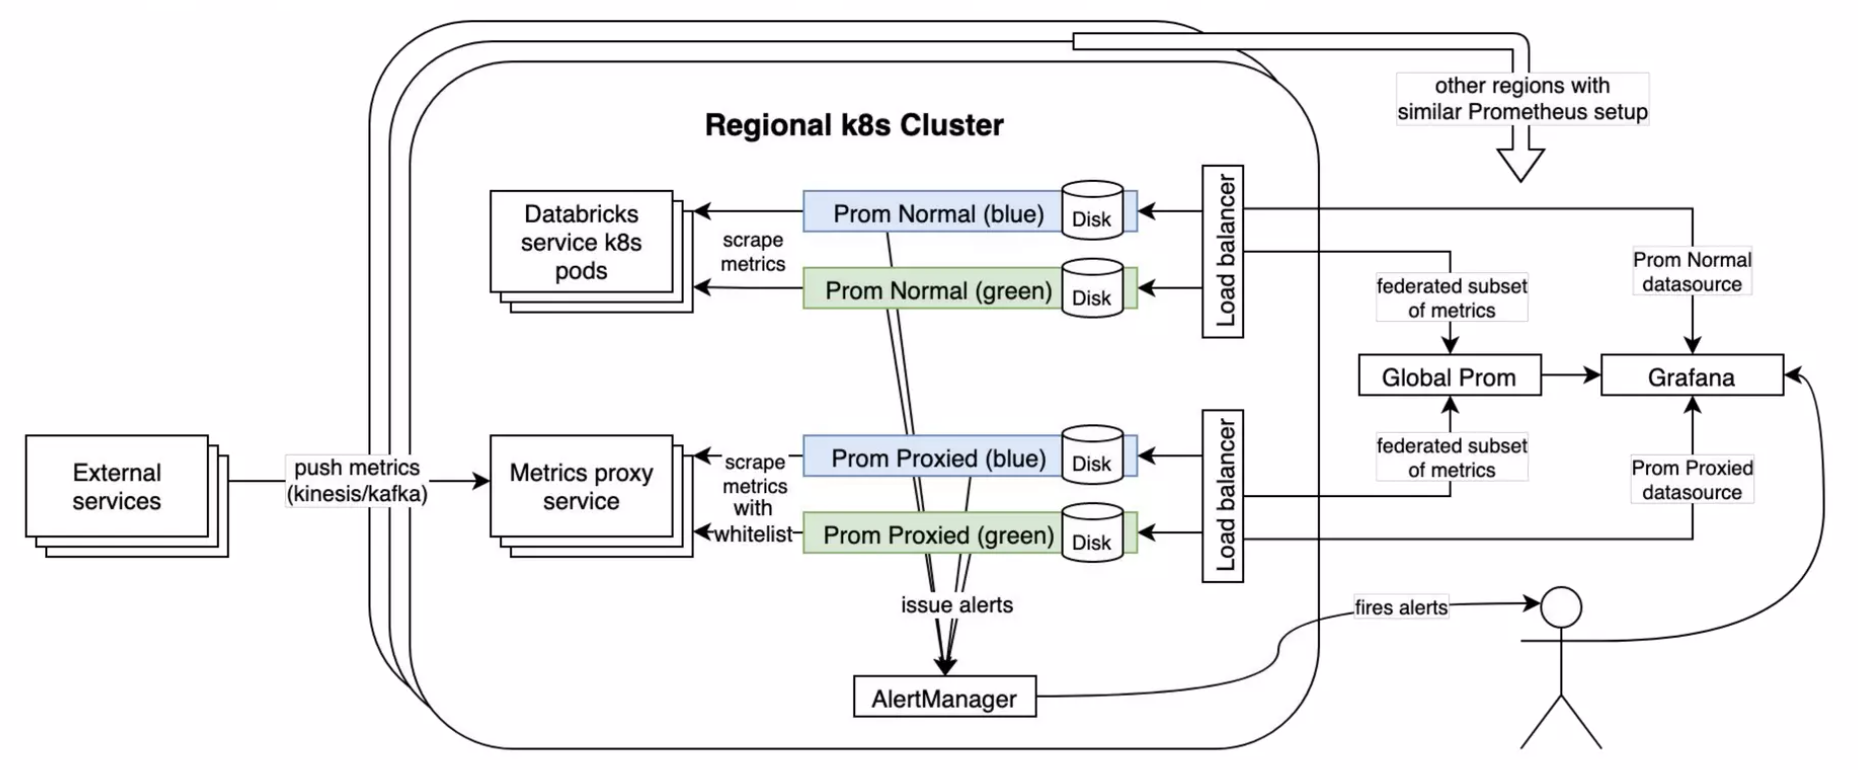 other regions with
similar Prometheus setup
Regional k8s Cluster
Databricks
service k8s
pods
scrape
metrics
Prom Normal (blue)
Disk
Prom Normal (green)
Disk
Load balancer
Prom Normal
datasource
federated subset
of metrics
Global Prom
Grafana
External
services
push metrics
(kinesis/kafka)
Metrics proxy
service
scrape
metrics
with
whitelist
Prom Proxied (blue)
Disk
Prom Proxied (green)
Disk
Load balancer
federated subset
of metrics
Prom Proxied
datasource
issue alerts
AlertManager
fires alerts